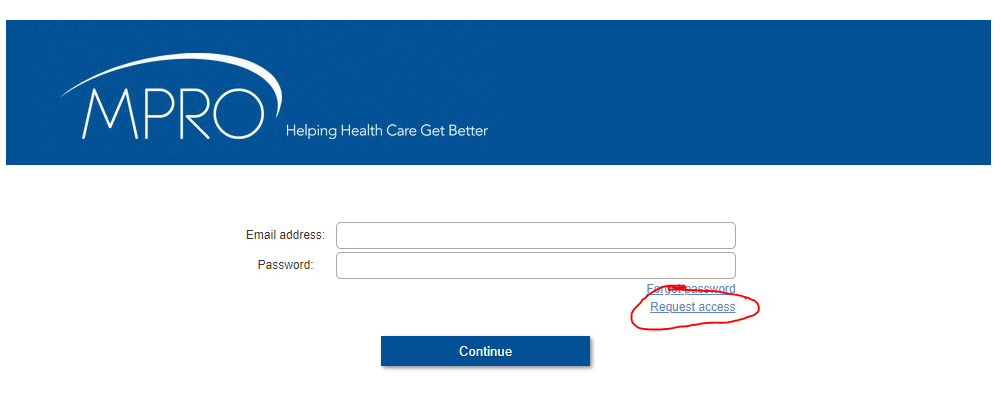 MPRO
Helping Health Care Get Better
Email address:
Password:
Forgot password
Request access
Continue